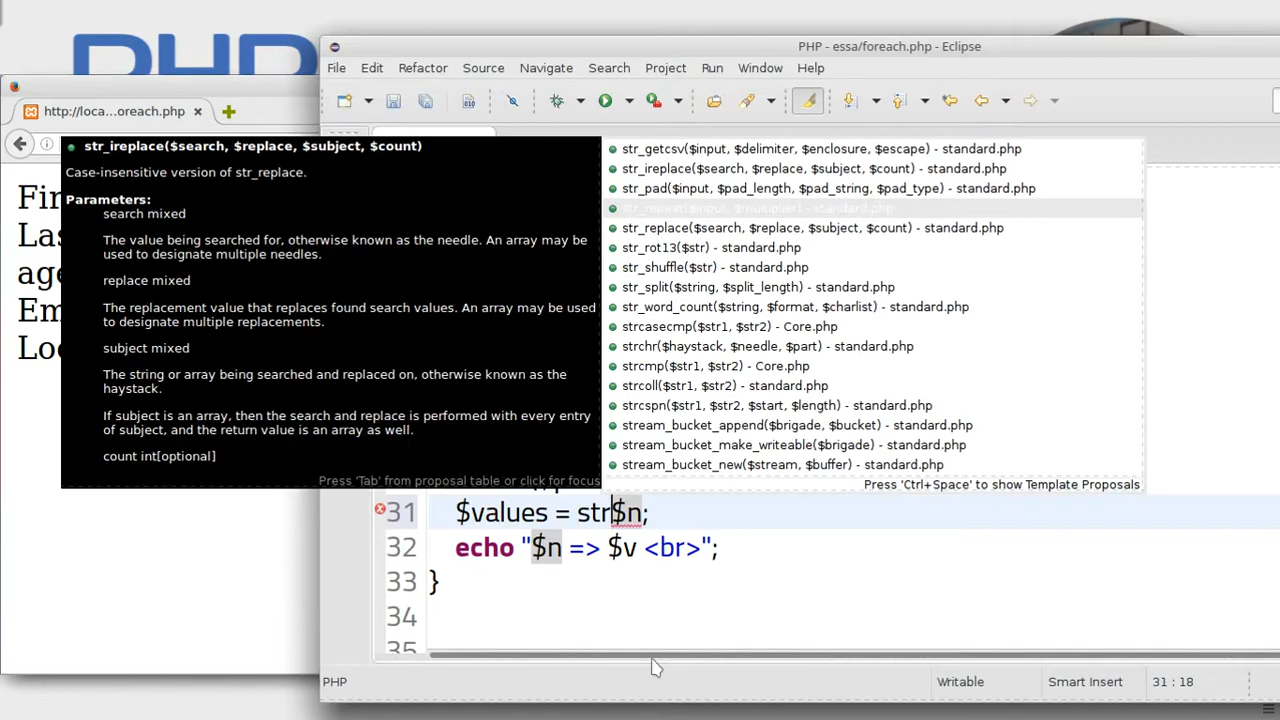 PHP
PHP - essa/foreach.php - Eclipse
File Edit Refactor Source Navigate Search Project Run Window Help
http://loca...oreach.php
010
str_ireplace($search, $replace, $subject, $count)
Case-insensitive version of str_replace.
Parameters:
search mixed
The value being searched for, otherwise known as the needle. An array may be
used to designate multiple needles.
replace mixed
The replacement value that replaces found search values. An array may be used
to designate multiple replacements.
subject mixed
The string or array being searched and replaced on, otherwise known as the
haystack.
If subject is an array, then the search and replace is performed with every entry
of subject, and the return value is an array as well.
count int[optional]
Press 'Tab' from proposal table or click for focus
str_getcsv($input, $delimiter, $enclosure, $escape) - standard.php
str_ireplace($search, $replace, $subject, $count) - standard.php
str_pad($input, $pad_length, $pad_string, $pad_type) - standard.php
str_repeat($input, $multiplier) - standard.php
str_replace($search, $replace, $subject, $count) - standard.php
str_rot13($str) - standard.php
str_shuffle($str) - standard.php
str_split($string, $split_length) - standard.php
str_word_count($string, $format, $charlist) - standard.php
strcasecmp($str1, $str2) - Core.php
strchr($haystack, $needle, $part) - standard.php
strcmp($str1, $str2) - Core.php
strcoll($str1, $str2) - standard.php
strcspn($str1, $str2, $start, $length) - standard.php
stream_bucket_append($brigade, $bucket) - standard.php
stream_bucket_make_writeable($brigade) - standard.php
stream_bucket_new($stream, $buffer) - standard.php
Press 'Ctrl+Space' to show Template Proposals
31 $values = str$n;
32 echo "$n => $v <br>";
33 }
34
35
PHP Writable Smart Insert 31 : 18